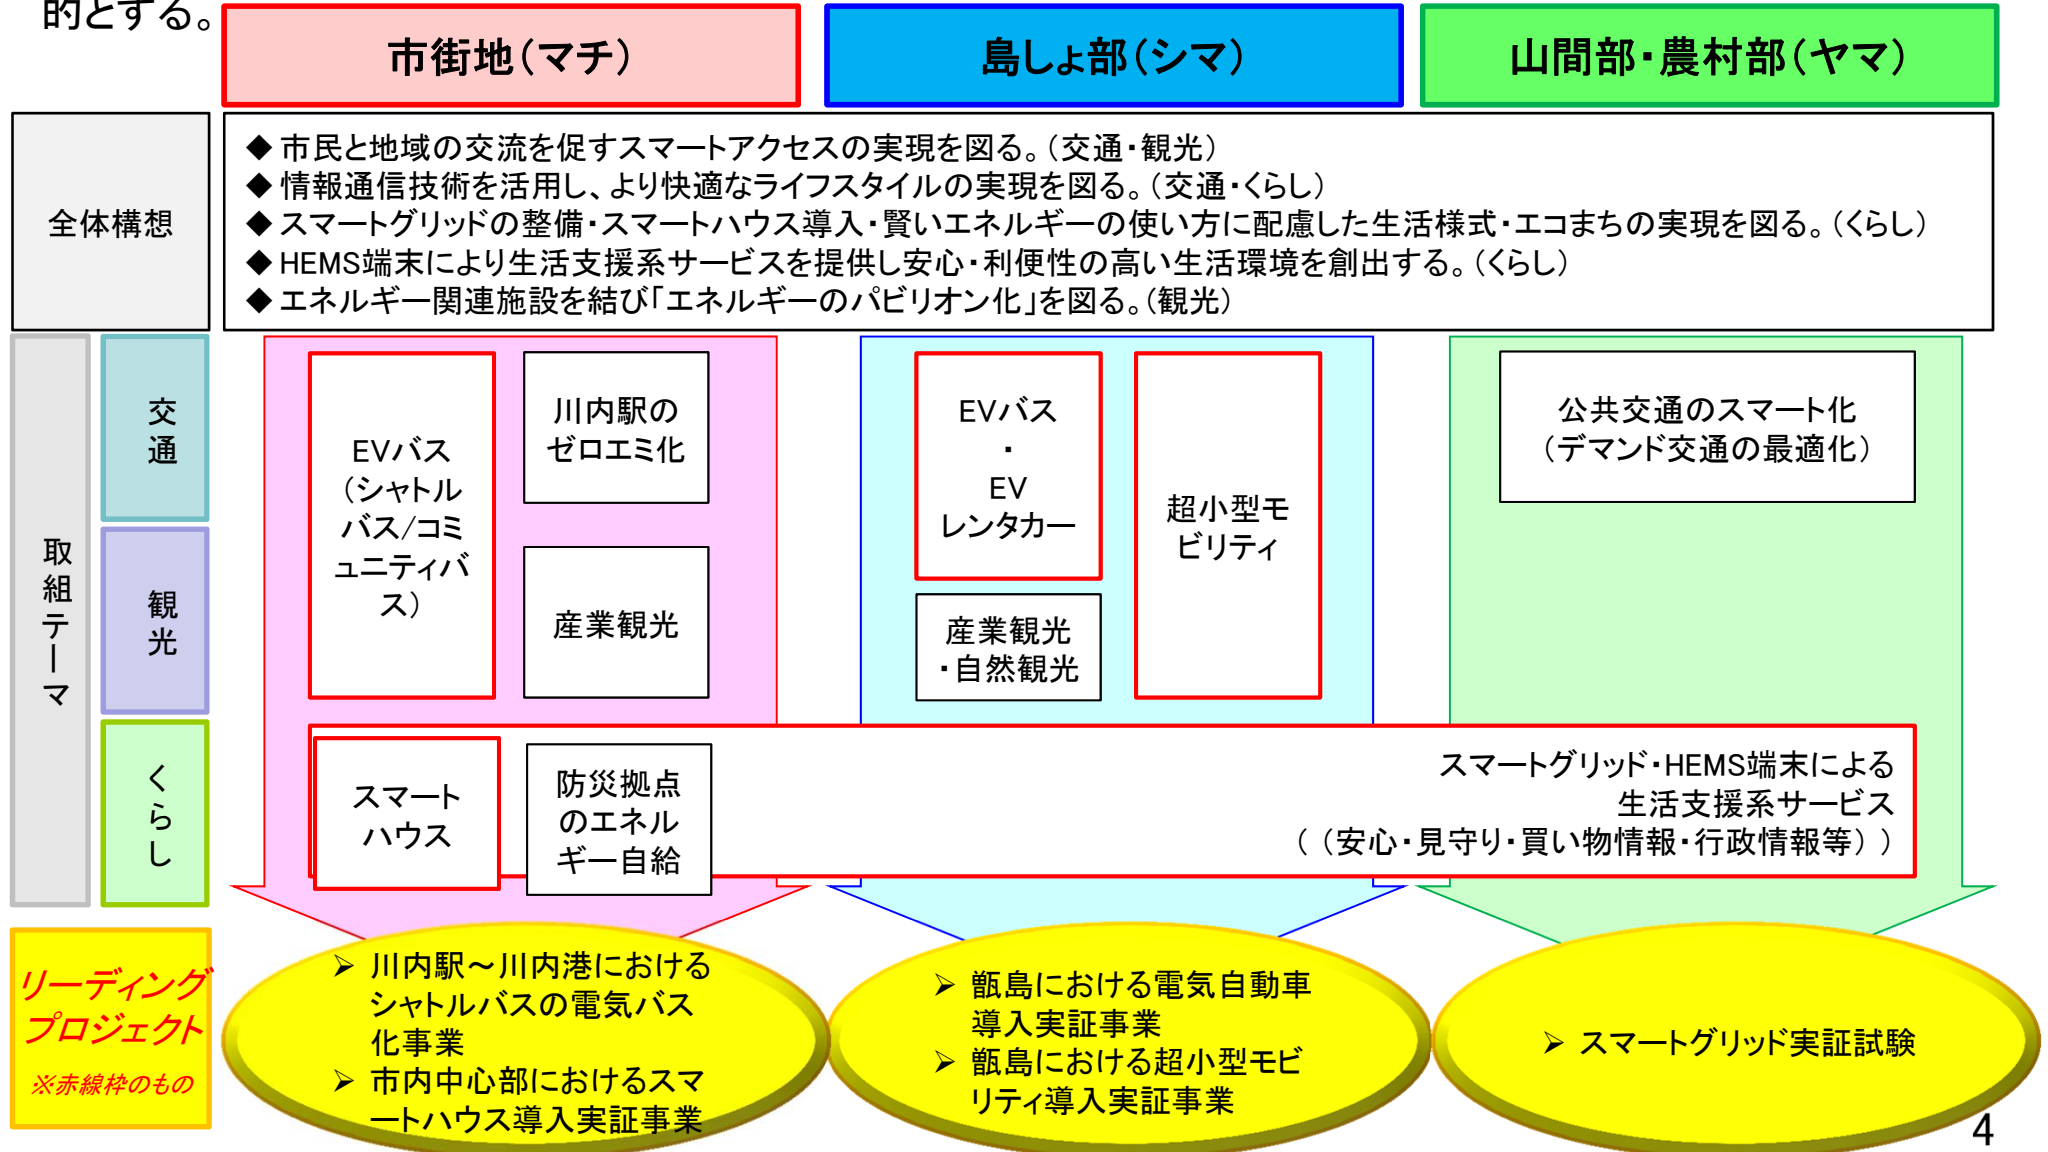 的とする。
市街地（マチ）
島しょ部（シマ）
山間部・農村部（ヤマ）
全体構想
◆市民と地域の交流を促すスマートアクセスの実現を図る。（交通・観光）
◆情報通信技術を活用し、より快適なライフスタイルの実現を図る。（交通・くらし）
◆スマートグリッドの整備・スマートハウス導入・賢いエネルギーの使い方に配慮した生活様式・エコまちの実現を図る。（くらし）
◆HEMS端末により生活支援系サービスを提供し安心・利便性の高い生活環境を創出する。（くらし）
◆エネルギー関連施設を結び「エネルギーのパビリオン化」を図る。（観光）
取組テーマ
交通
観光
くらし
EVバス
（シャトル
バス/コミ
ュニティバ
ス）
川内駅の
ゼロエミ化
産業観光
EVバス
・
EV
レンタカー
産業観光
・自然観光
超小型モ
ビリティ
公共交通のスマート化
（デマンド交通の最適化）
スマート
ハウス
防災拠点
のエネル
ギー自給
スマートグリッド・HEMS端末による
生活支援系サービス
（（安心・見守り・買い物情報・行政情報等））
リーディング
プロジェクト
※赤線枠のもの
➢ 川内駅～川内港における
シャトルバスの電気バス
化事業
➢ 市内中心部におけるスマ
ートハウス導入実証事業
➢ 甑島における電気自動車
導入実証事業
➢ 甑島における超小型モビ
リティ導入実証事業
➢ スマートグリッド実証試験
4